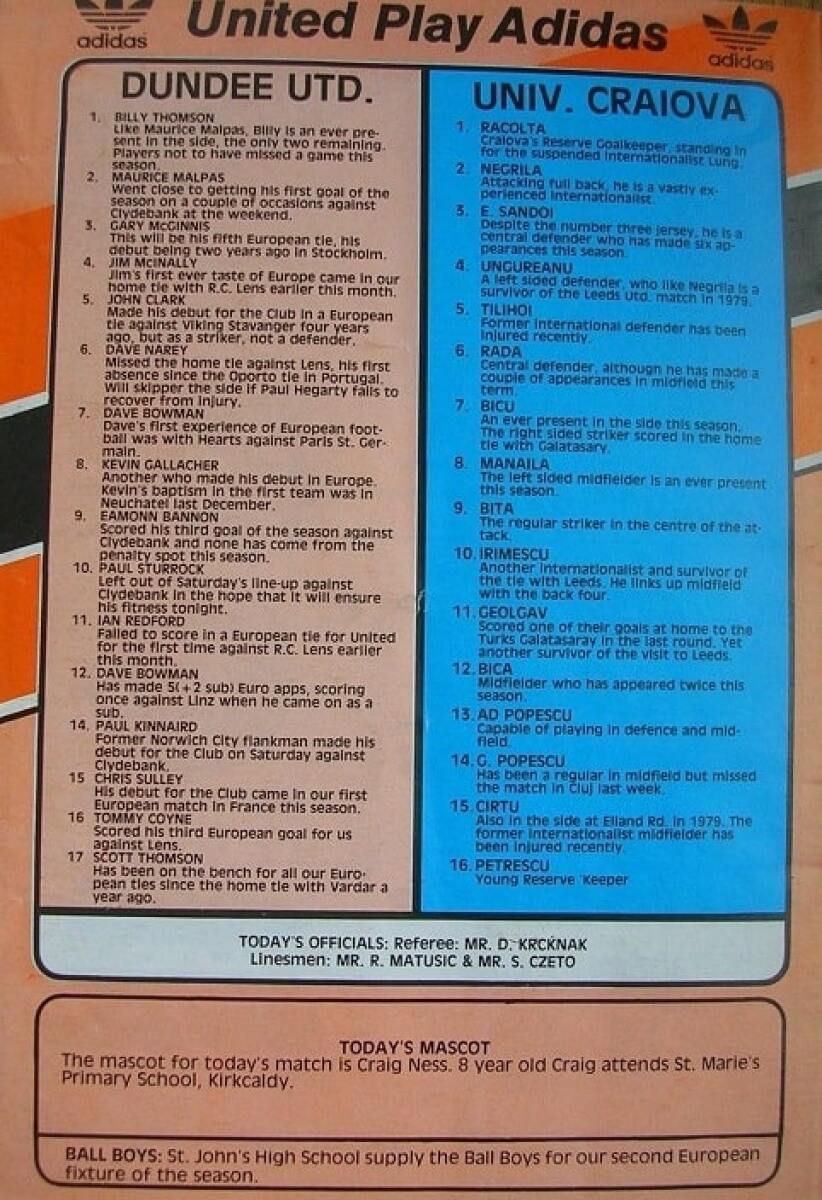 United Play Adidas
adidas
adidas
DUNDEE UTD.
1. BILLY THOMSON
Like Maurice Malpas, Billy is an ever pre-
sent in the side, the only two remaining.
Players not to have missed a game this
season.
2. MAURICE MALPAS
Went close to getting his first goal of the
season on a couple of occasions against
Clydebank at the weekend.
3. GARY McGINNIS
This will be his fifth European tie, his
debut being two years ago in Stockholm.
4. JIM McINALLY
Jim's first ever taste of Europe came in our
home tie with R.C. Lens earlier this month.
5. JOHN CLARK
Made his debut for the Club in a European
tie against Viking Stavanger four years
ago, but as a striker, not a defender.
6. DAVE NAREY
Missed the home tie against Lens, his first
absence since the Oporto tie in Portugal.
Will skipper the side if Paul Hegarty fails to
recover from injury.
7. DAVE BOWMAN
Dave's first experience of European foot-
ball was with Hearts against Paris St. Ger-
main.
8. KEVIN GALLACHER
Another who made his debut in Europe.
Kevin's baptism in the first team was in
Neuchatel last December.
9. EAMONN BANNON
Scored his third goal of the season against
Clydebank and none has come from the
penalty spot this season.
10. PAUL STURROCK
Left out of Saturday's line-up against
Clydebank in the hope that it will ensure
his fitness tonight.
11. IAN REDFORD
Failed to score in a European tie for United
for the first time against R.C. Lens earlier
this month.
12. DAVE BOWMAN
Has made 5(+2 sub) Euro apps, scoring
once against Linz when he came on as a
sub.
14. PAUL KINNAIRD
Former Norwich City flankman made his
debut for the Club on Saturday against
Clydebank.
15 CHRIS SULLEY
His debut for the Club came in our first
European match in France this season.
16 TOMMY COYNE
Scored his third European goal for us
against Lens.
17 SCOTT THOMSON
Has been on the bench for all our Euro-
pean ties since the home tie with Vardar a
year ago.
UNIV. CRAIOVA
1. RACOLTA
Craiova's Reserve Goalkeeper, standing in
for the suspended internationalist Lung.
2. NEGRILA
Attacking full back, he is a vastly ex-
perienced internationalist.
3. E. SANDOI
Despite the number three jersey, he is a
central defender who has made six ap-
pearances this season.
4. UNGUREANU
A left sided defender, who like Negrila is a
survivor of the Leeds Utd. match in 1979.
5. TILIHOI
Former international defender has been
injured recently.
6. RADA
Central defender, although he has made a
couple of appearances in midfield this
term.
7. BICU
An ever present in the side this season.
The right sided striker scored in the home
tie with Galatasary.
8. MANAILA
The left sided midfielder is an ever present
this season.
9. BITA
The regular striker in the centre of the at-
tack.
10. IRIMESCU
Another internationalist and survivor of
the tie with Leeds. He links up midfield
with the back four.
11. GEOLGAV
Scored one of their goals at home to the
Turks Galatasaray in the last round. Yet
another survivor of the visit to Leeds.
12. BICA
Midfielder who has appeared twice this
season.
13. AD POPESCU
Capable of playing in defence and mid-
field.
14. G. POPESCU
Has been a regular in midfield but missed
the match in Cluj last week.
15. CIRTU
Also in the side at Elland Rd. in 1979. The
former internationalist midfielder has
been injured recently.
16. PETRESCU
Young Reserve 'Keeper
TODAY'S OFFICIALS: Referee: MR. D. KRCKNAK
Linesmen: MR. R. MATUSIC & MR. S. CZETO
TODAY'S MASCOT
The mascot for today's match is Craig Ness. 8 year old Craig attends St. Marie's
Primary School, Kirkcaldy.
BALL BOYS: St. John's High School supply the Ball Boys for our second European
fixture of the season.